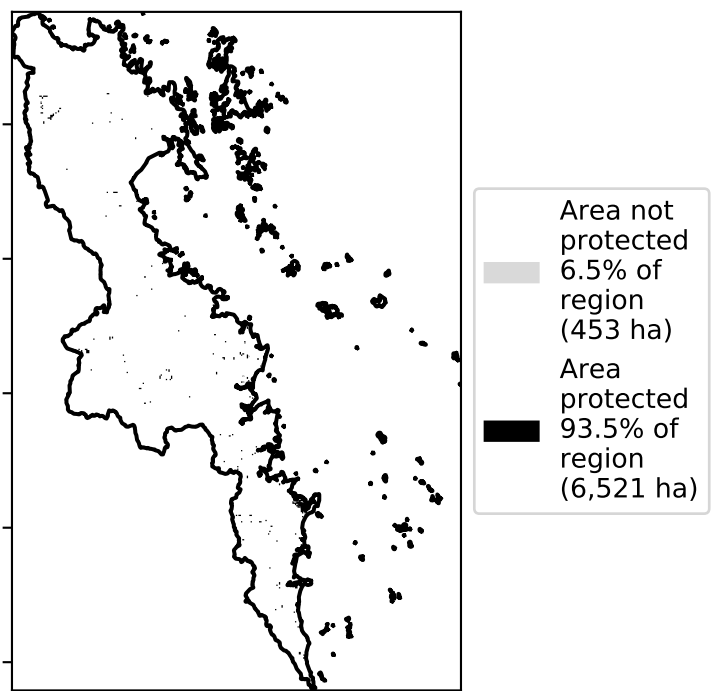 Area not
protected
6.5% of
region
(453 ha)
Area
protected
93.5% of
region
(6,521 ha)